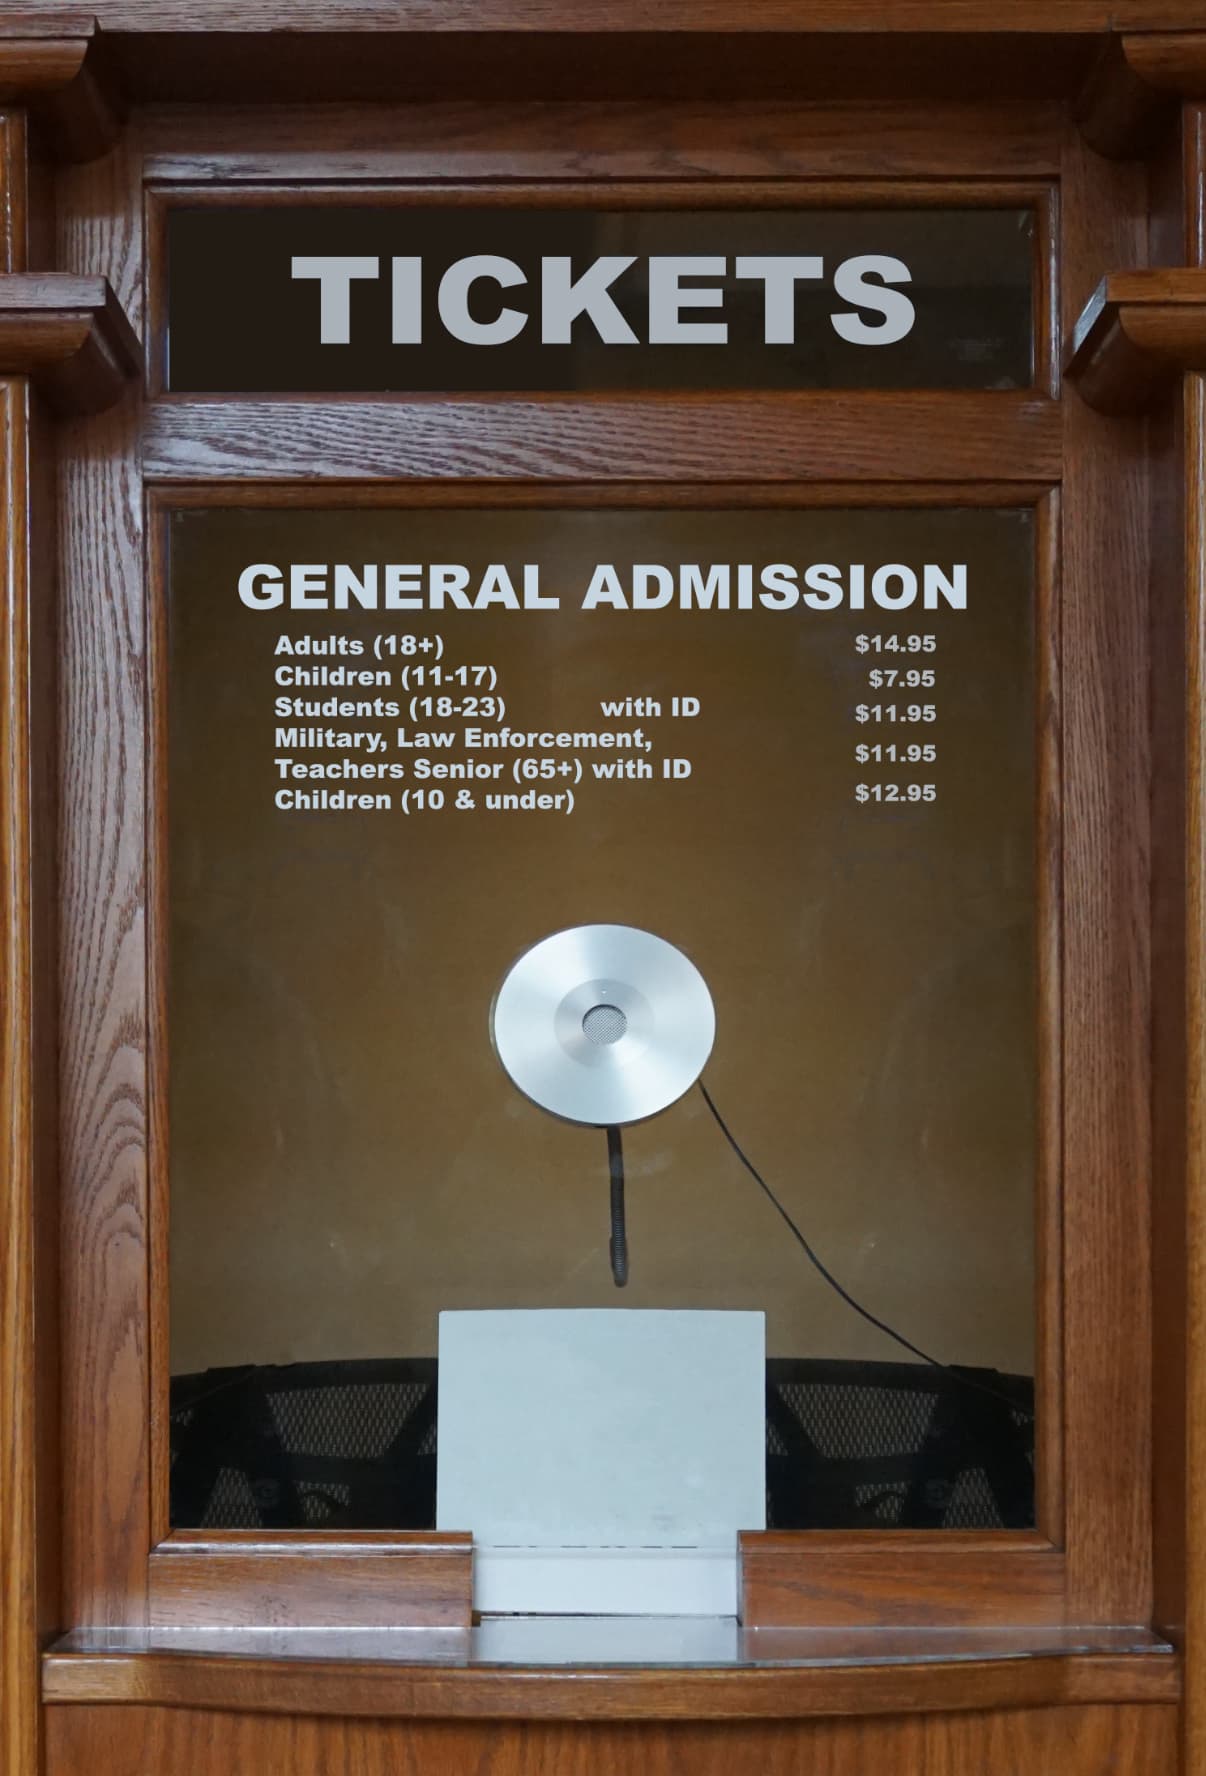 TICKETS
GENERAL ADMISSION
Adults (18+) $14.95
Children (11-17) $7.95
Students (18-23) with ID $11.95
Military, Law Enforcement,
Teachers Senior (65+) with ID $11.95
Children (10 & under) $12.95